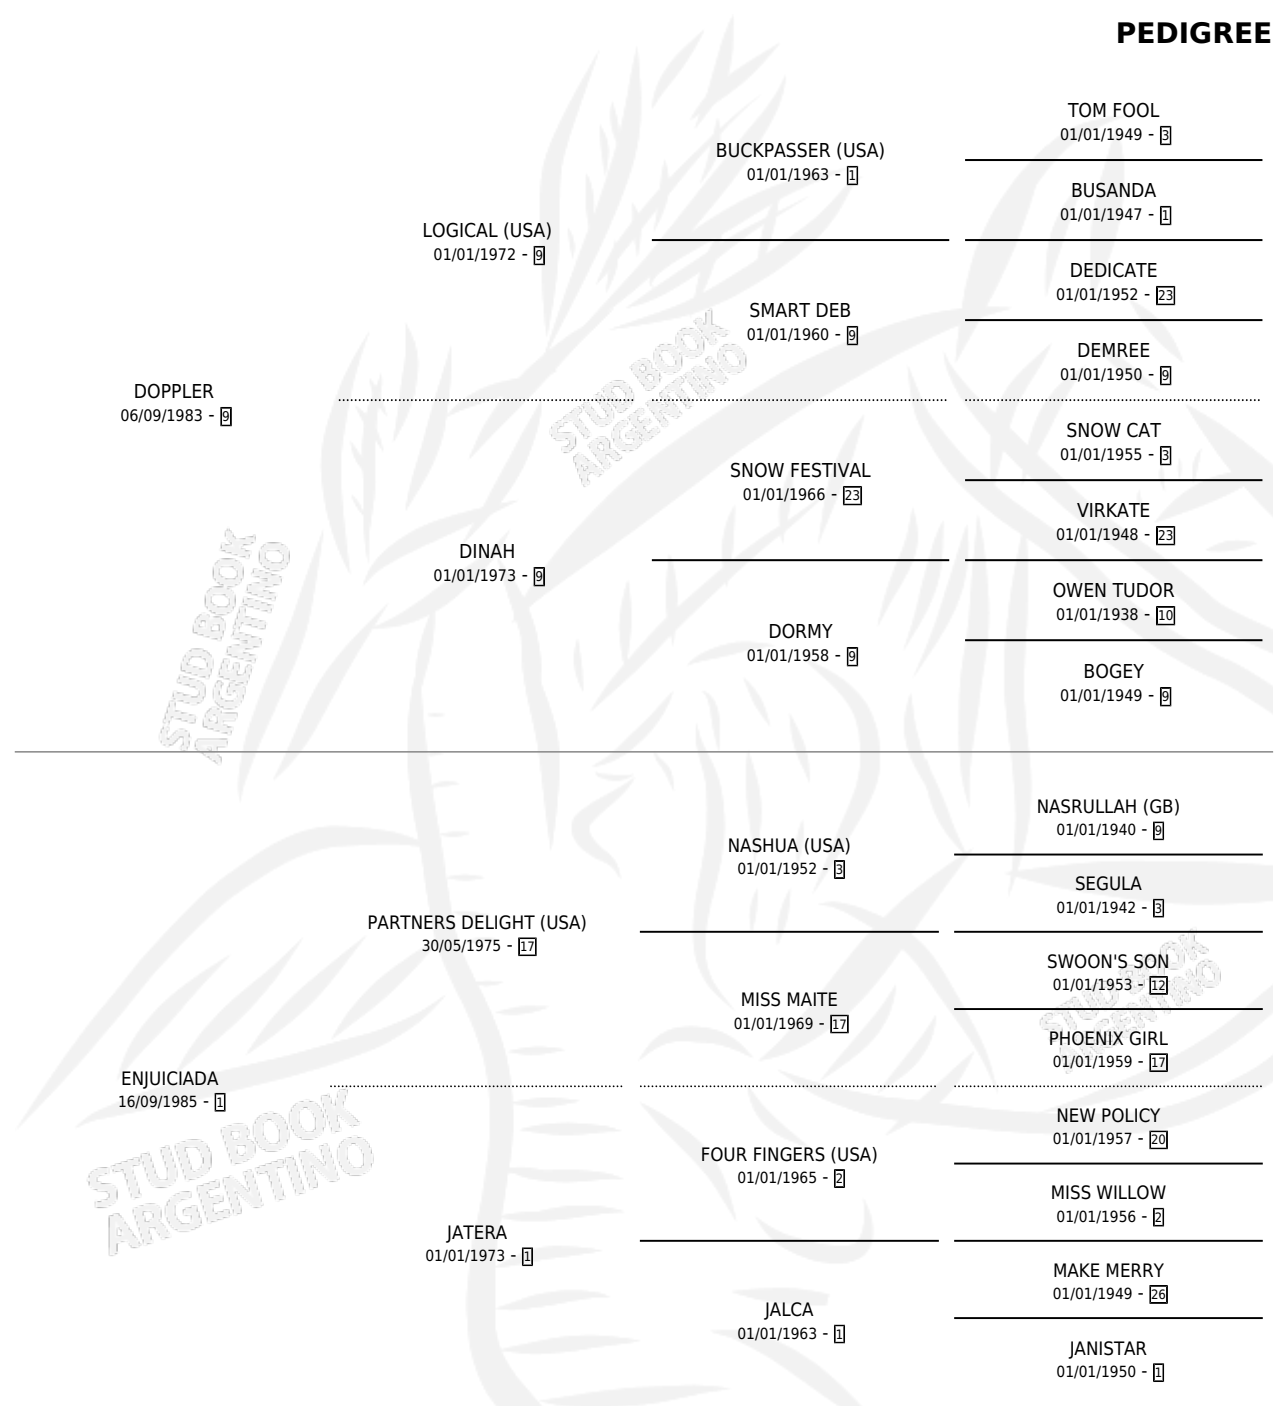 PEDIGREE
TOM FOOL
01/01/1949 - 3
BUCKPASSER (USA)
01/01/1963 - 1
BUSANDA
01/01/1947 - 1
LOGICAL (USA)
01/01/1972 - 9
DEDICATE
01/01/1952 - 23
SMART DEB
01/01/1960 - 9
DEMREE
01/01/1950 - 9
DOPPLER
06/09/1983 - 9
SNOW CAT
01/01/1955 - 3
SNOW FESTIVAL
01/01/1966 - 23
VIRKATE
01/01/1948 - 23
DINAH
01/01/1973 - 9
OWEN TUDOR
01/01/1938 - 10
DORMY
01/01/1958 - 9
BOGEY
01/01/1949 - 9
NASRULLAH (GB)
01/01/1940 - 9
NASHUA (USA)
01/01/1952 - 3
SEGULA
01/01/1942 - 3
PARTNERS DELIGHT (USA)
30/05/1975 - 17
SWOON'S SON
01/01/1953 - 12
MISS MAITE
01/01/1969 - 17
PHOENIX GIRL
01/01/1959 - 17
ENJUICIADA
16/09/1985 - 1
NEW POLICY
01/01/1957 - 20
FOUR FINGERS (USA)
01/01/1965 - 2
MISS WILLOW
01/01/1956 - 2
JATERA
01/01/1973 - 1
MAKE MERRY
01/01/1949 - 26
JALCA
01/01/1963 - 1
JANISTAR
01/01/1950 - 1
STUD BOOK
ARGENTINO
STUD BOOK
ARGENTINO
STUD BOOK
ARGENTINO
STUD BOOK
ARGENTINO